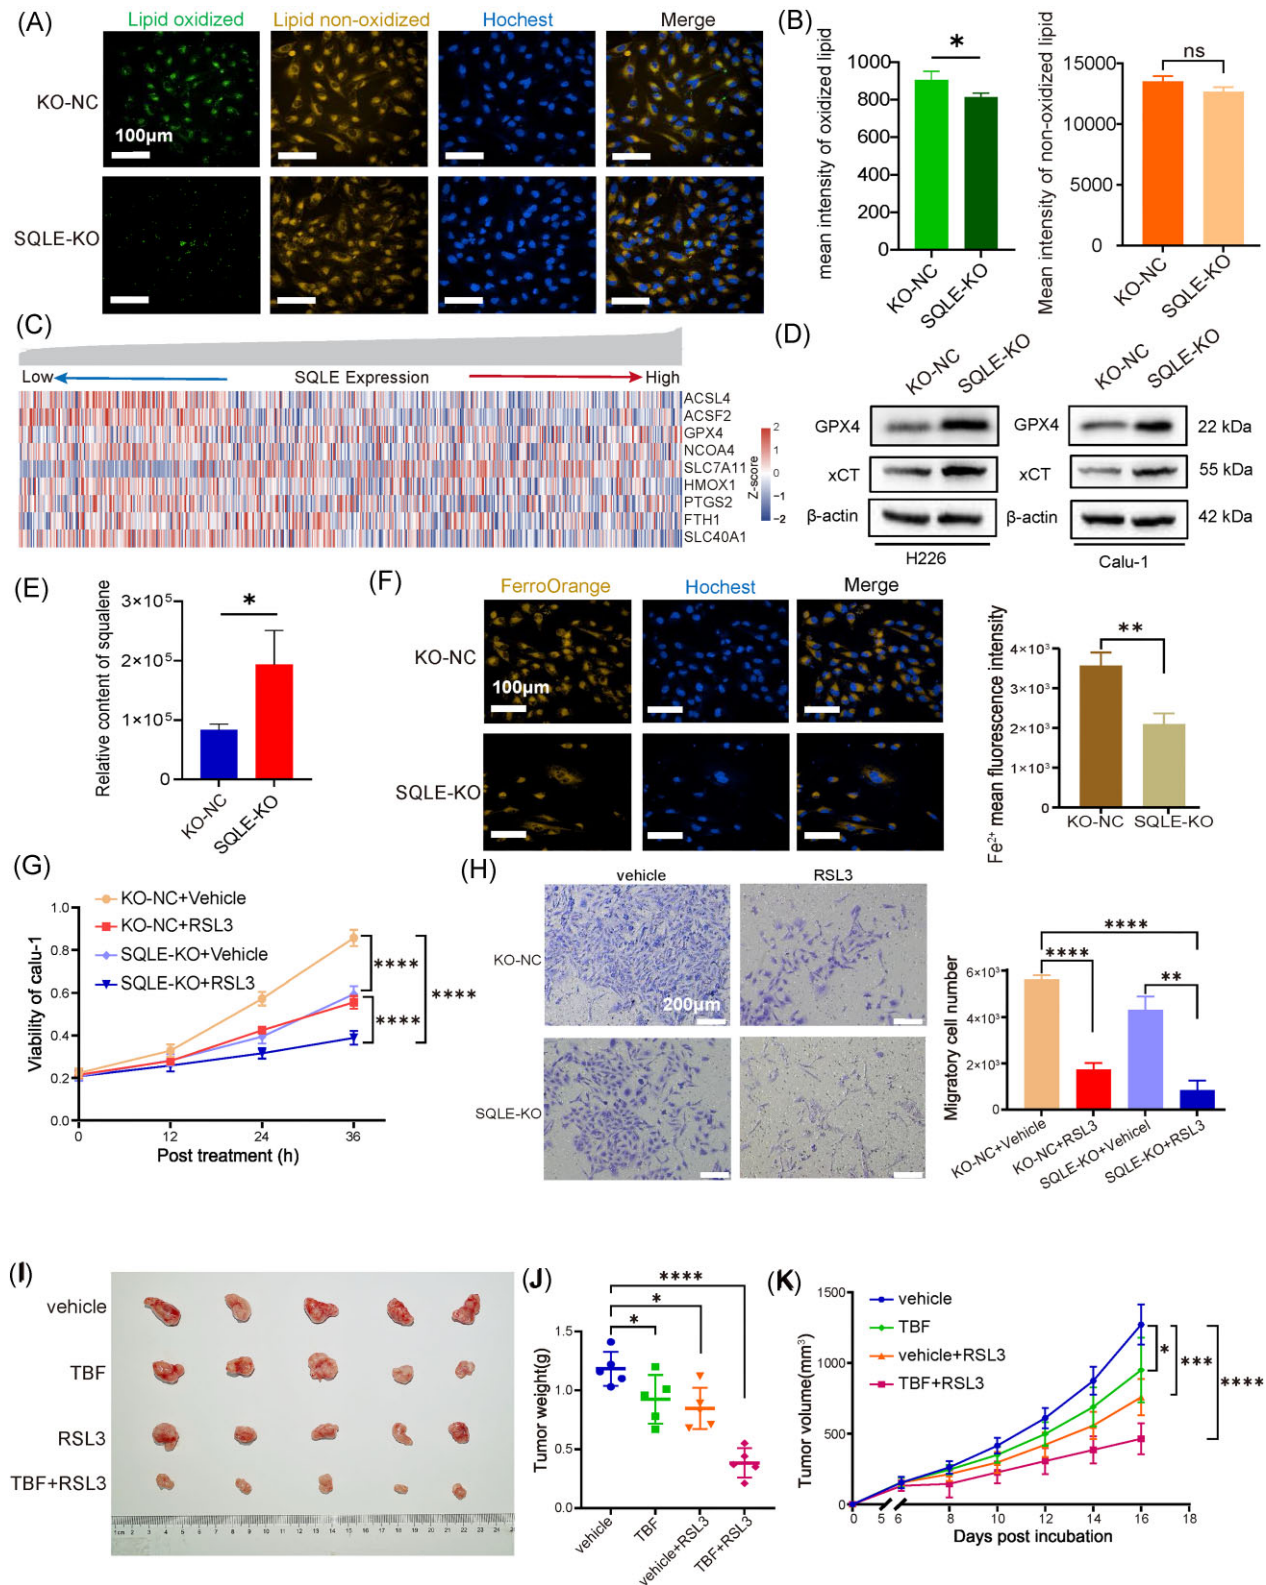 (A)
Lipid oxidized Lipid non-oxidized Hochest Merge
KO-NC
100μm
SQLE-KO
(B)
mean intensity of oxidized lipid
1000
800
600
400
200
0
*
KO-NC SQLE-KO
Mean intensity of non-oxidized lipid
15000
10000
5000
0
ns
KO-NC SQLE-KO
(C)
Low SQLE Expression High
ACSL4
ACSF2
GPX4
NCOA4
SLC7A11
HMOX1
PTGS2
FTH1
SLC40A1
Z-score
2
1
0
−1
−2
(D)
KO-NC SQLE-KO KO-NC SQLE-KO
GPX4 GPX4 22 kDa
xCT xCT 55 kDa
β-actin β-actin 42 kDa
H226 Calu-1
(E)
Relative content of squalene
3×10⁵
2×10⁵
1×10⁵
0
*
KO-NC SQLE-KO
(F)
FerroOrange Hochest Merge
KO-NC
100μm
SQLE-KO
Fe²⁺ mean fluorescence intensity
4×10³
3×10³
2×10³
1×10³
0
**
KO-NC SQLE-KO
(G)
Viability of calu-1
1.0
0.8
0.6
0.4
0.2
0.0
KO-NC+Vehicle
KO-NC+RSL3
SQLE-KO+Vehicle
SQLE-KO+RSL3
****
****
****
0 12 24 36
Post treatment (h)
(H)
vehicle RSL3
KO-NC
200μm
SQLE-KO
Migratory cell number
6×10³
4×10³
2×10³
0
****
****
**
KO-NC+Vehicle KO-NC+RSL3 SQLE-KO+Vehicel SQLE-KO+RSL3
(I)
vehicle
TBF
RSL3
TBF+RSL3
(J)
Tumor weight(g)
1.5
1.0
0.5
0.0
****
*
*
vehicle TBF vehicle+RSL3 TBF+RSL3
(K)
Tumor volume(mm³)
1500
1000
500
0
vehicle
TBF
vehicle+RSL3
TBF+RSL3
*
***
****
0 5 6 8 10 12 14 16 18
Days post incubation